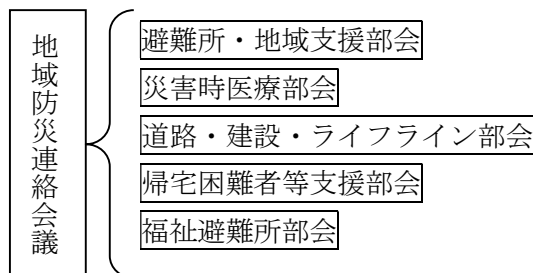 地域防災連絡会議
避難所・地域支援部会
災害時医療部会
道路・建設・ライフライン部会
帰宅困難者等支援部会
福祉避難所部会